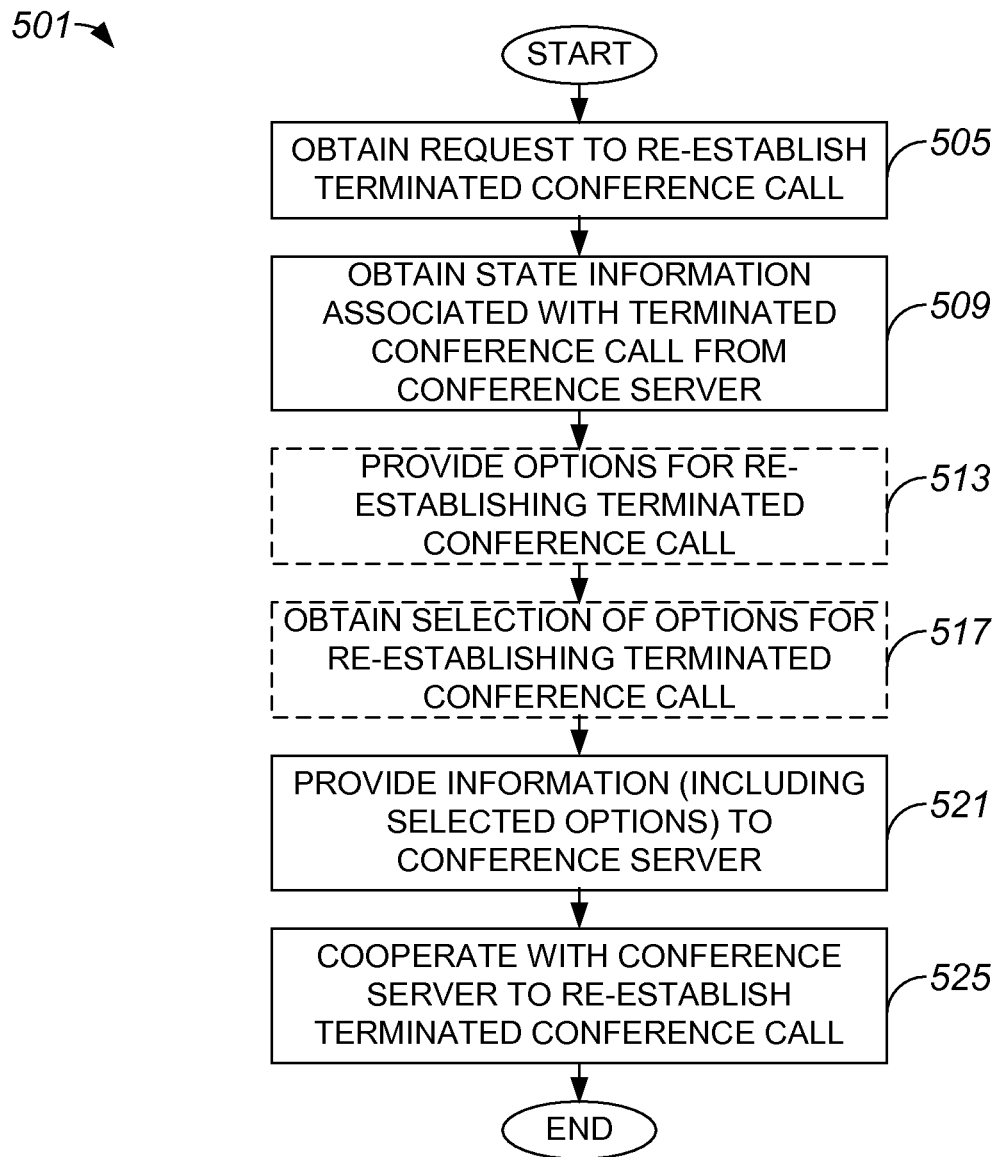 501
START
OBTAIN REQUEST TO RE-ESTABLISH
TERMINATED CONFERENCE CALL
505
OBTAIN STATE INFORMATION
ASSOCIATED WITH TERMINATED
CONFERENCE CALL FROM
CONFERENCE SERVER
509
PROVIDE OPTIONS FOR RE-
ESTABLISHING TERMINATED
CONFERENCE CALL
513
OBTAIN SELECTION OF OPTIONS FOR
RE-ESTABLISHING TERMINATED
CONFERENCE CALL
517
PROVIDE INFORMATION (INCLUDING
SELECTED OPTIONS) TO
CONFERENCE SERVER
521
COOPERATE WITH CONFERENCE
SERVER TO RE-ESTABLISH
TERMINATED CONFERENCE CALL
525
END